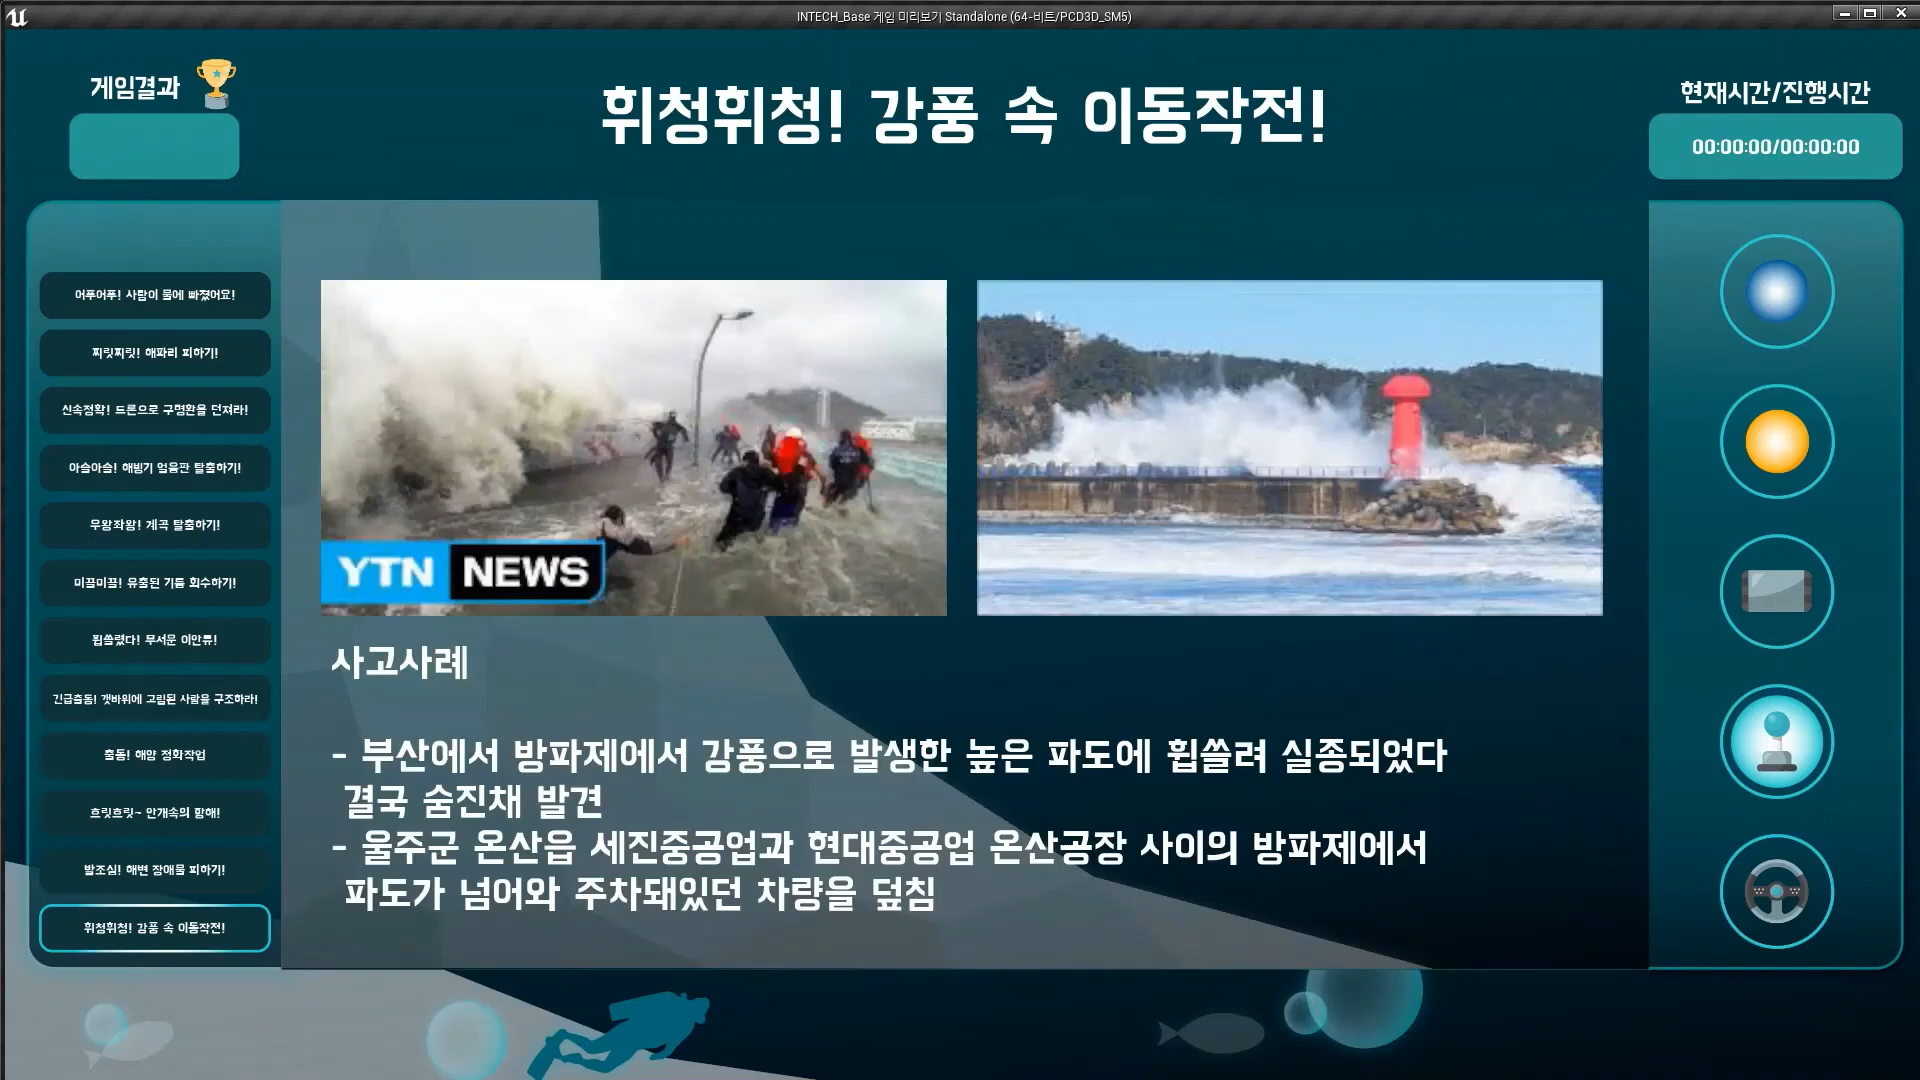 INTECH_Base 게임 미리보기 Standalone (64-비트/PCD3D_SM5)
게임결과
휘청휘청! 강풍 속 이동작전!
현재시간/진행시간
00:00:00/00:00:00
어푸어푸! 사람이 물에 빠졌어요!
찌릿찌릿! 해파리 피하기!
신속정확! 드론으로 구명환을 던져라!
아슬아슬! 해빙기 얼음판 탈출하기!
우왕좌왕! 계곡 탈출하기!
미끌미끌! 유출된 기름 회수하기!
휩쓸렸다! 무서운 이안류!
긴급출동! 갯바위에 고립된 사람을 구조하라!
출동! 해양 정화작업
흐릿흐릿~ 안개속의 항해!
발조심! 해변 장애물 피하기!
휘청휘청! 강풍 속 이동작전!
YTN NEWS
사고사례
- 부산에서 방파제에서 강풍으로 발생한 높은 파도에 휩쓸려 실종되었다
결국 숨진채 발견
- 울주군 온산읍 세진중공업과 현대중공업 온산공장 사이의 방파제에서
파도가 넘어와 주차돼있던 차량을 덮침